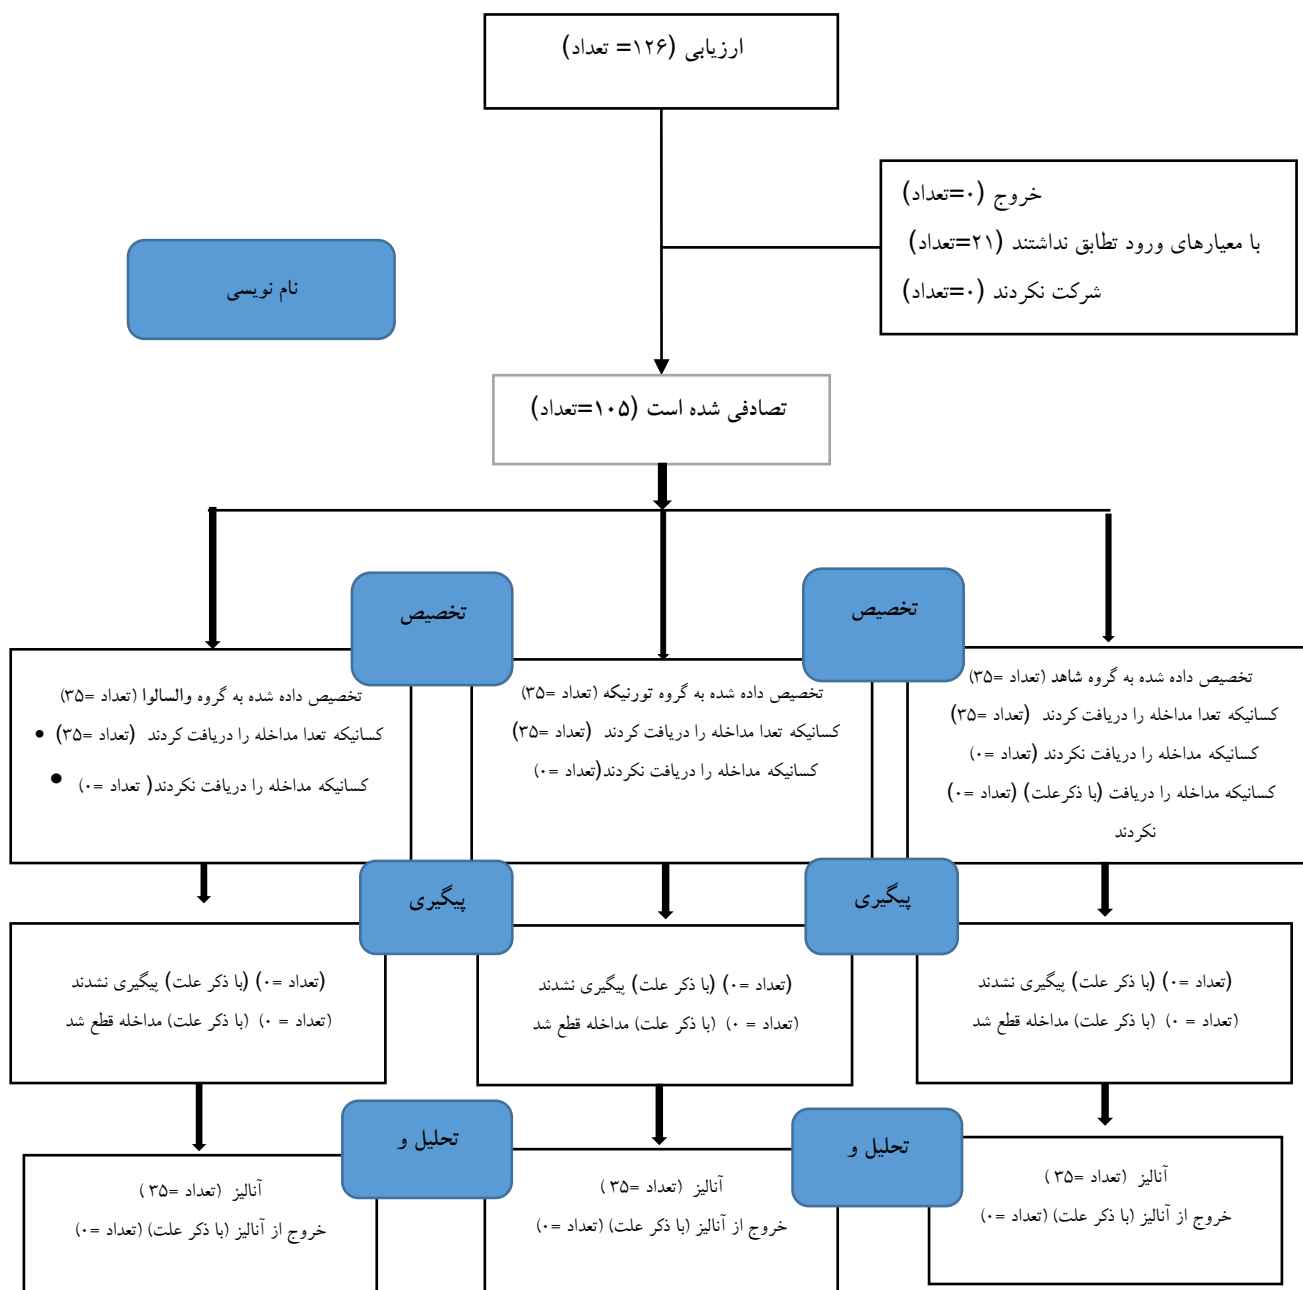 ارزیابی (۱۲۶= تعداد)
خروج (۰=تعداد)
با معیارهای ورود تطابق نداشتند (۲۱=تعداد)
شرکت نکردند (۰=تعداد)
نام نویسی
تصادفی شده است (۱۰۵=تعداد)
تخصیص
تخصیص
تخصیص داده شده به گروه شاهد (تعداد =۳۵)
کسانیکه تعدا مداخله را دریافت کردند (تعداد =۳۵)
کسانیکه مداخله را دریافت نکردند (تعداد =۰)
کسانیکه مداخله را دریافت (با ذکرعلت) (تعداد =۰)
نکردند
تخصیص داده شده به گروه تورنیکه (تعداد =۳۵)
کسانیکه تعدا مداخله را دریافت کردند (تعداد =۳۵)
کسانیکه مداخله را دریافت نکردند(تعداد =۰)
تخصیص داده شده به گروه والسالوا (تعداد =۳۵)
کسانیکه تعدا مداخله را دریافت کردند (تعداد =۳۵) •
کسانیکه مداخله را دریافت نکردند( تعداد =۰) •
پیگیری
پیگیری
(تعداد =۰) (با ذکر علت) پیگیری نشدند
(تعداد = ۰) (با ذکر علت) مداخله قطع شد
(تعداد =۰) (با ذکر علت) پیگیری نشدند
(تعداد = ۰) (با ذکر علت) مداخله قطع شد
(تعداد =۰) (با ذکر علت) پیگیری نشدند
(تعداد = ۰) (با ذکر علت) مداخله قطع شد
تحلیل و
تحلیل و
آنالیز (تعداد =۳۵ )
خروج از آنالیز (با ذکر علت) (تعداد =۰)
آنالیز (تعداد =۳۵ )
خروج از آنالیز (با ذکر علت) (تعداد =۰)
آنالیز (تعداد =۳۵ )
خروج از آنالیز (با ذکر علت) (تعداد =۰)